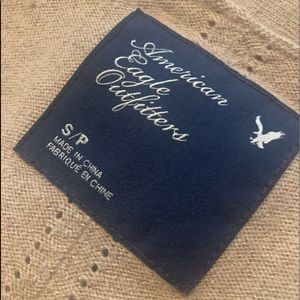 American
Eagle
Outfitters
S/P
MADE IN CHINA
FABRIQUÉ EN CHINE